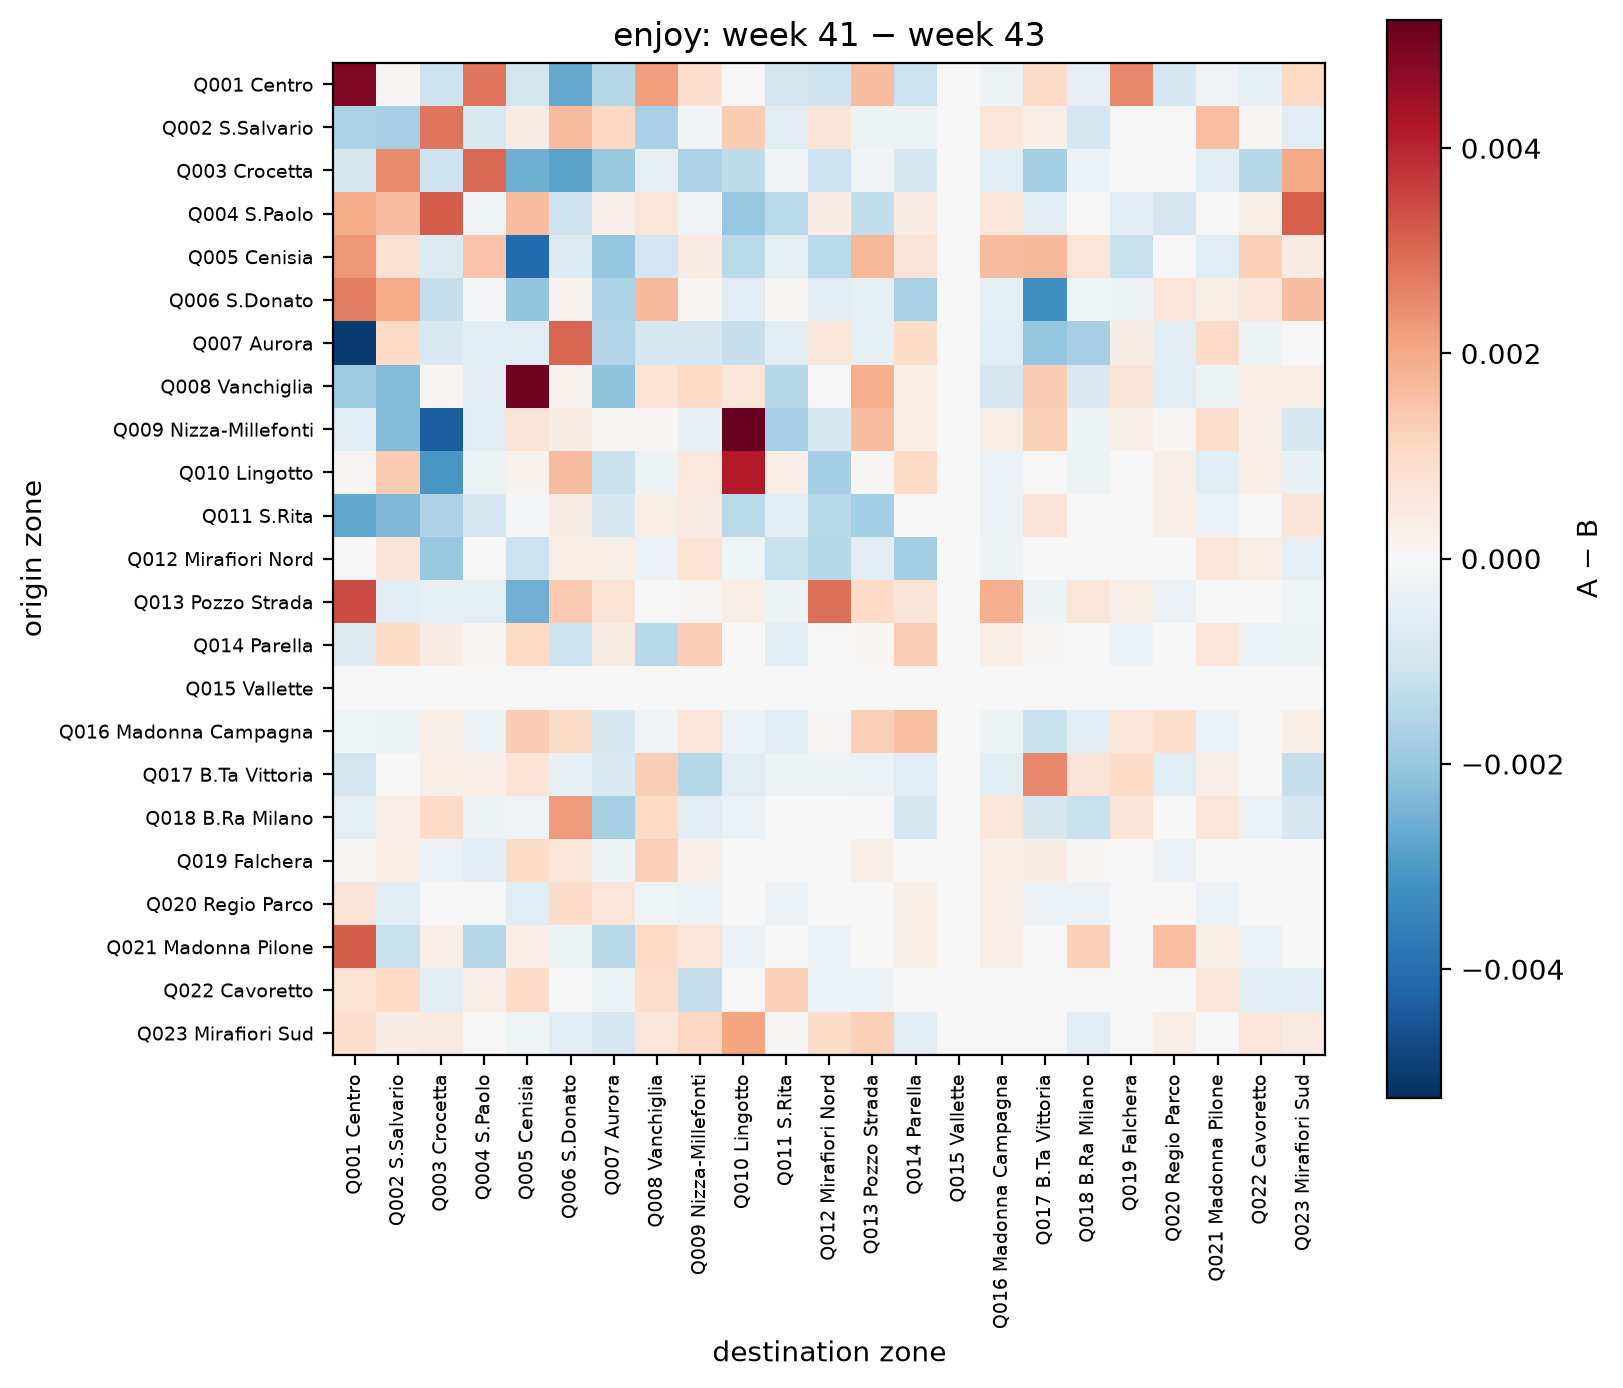 enjoy: week 41 − week 43
origin zone
Q001 Centro
Q002 S.Salvario
Q003 Crocetta
Q004 S.Paolo
Q005 Cenisia
Q006 S.Donato
Q007 Aurora
Q008 Vanchiglia
Q009 Nizza-Millefonti
Q010 Lingotto
Q011 S.Rita
Q012 Mirafiori Nord
Q013 Pozzo Strada
Q014 Parella
Q015 Vallette
Q016 Madonna Campagna
Q017 B.Ta Vittoria
Q018 B.Ra Milano
Q019 Falchera
Q020 Regio Parco
Q021 Madonna Pilone
Q022 Cavoretto
Q023 Mirafiori Sud
Q001 Centro
Q002 S.Salvario
Q003 Crocetta
Q004 S.Paolo
Q005 Cenisia
Q006 S.Donato
Q007 Aurora
Q008 Vanchiglia
Q009 Nizza-Millefonti
Q010 Lingotto
Q011 S.Rita
Q012 Mirafiori Nord
Q013 Pozzo Strada
Q014 Parella
Q015 Vallette
Q016 Madonna Campagna
Q017 B.Ta Vittoria
Q018 B.Ra Milano
Q019 Falchera
Q020 Regio Parco
Q021 Madonna Pilone
Q022 Cavoretto
Q023 Mirafiori Sud
destination zone
0.004
0.002
0.000
−0.002
−0.004
A − B